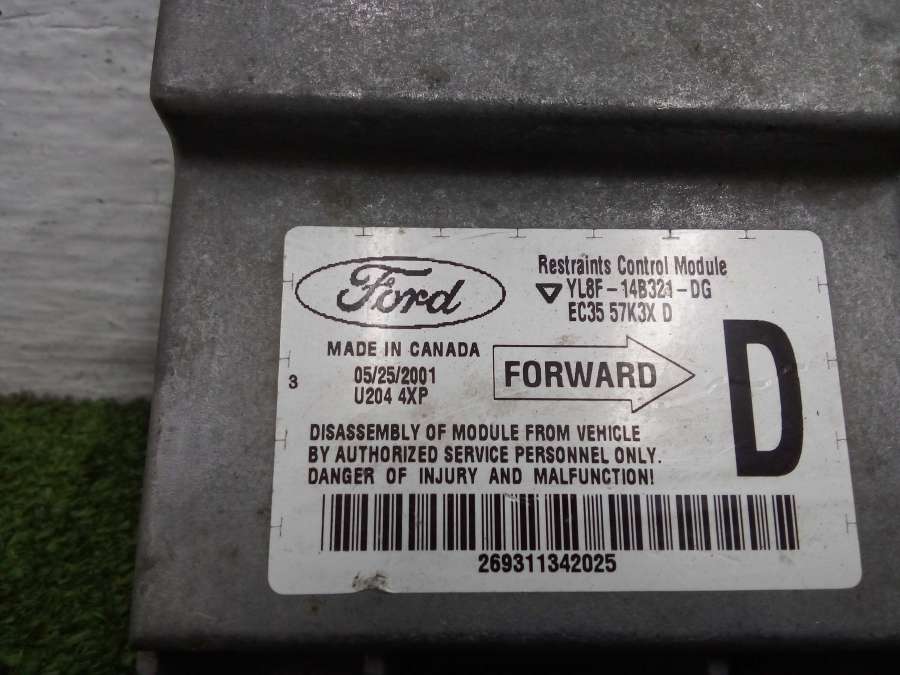 Ford
Restraints Control Module
YL8F-14B321-DG
EC35 57K3X D
MADE IN CANADA
05/25/2001
U204 4XP
3
FORWARD
D
DISASSEMBLY OF MODULE FROM VEHICLE
BY AUTHORIZED SERVICE PERSONNEL ONLY.
DANGER OF INJURY AND MALFUNCTION!
269311342025